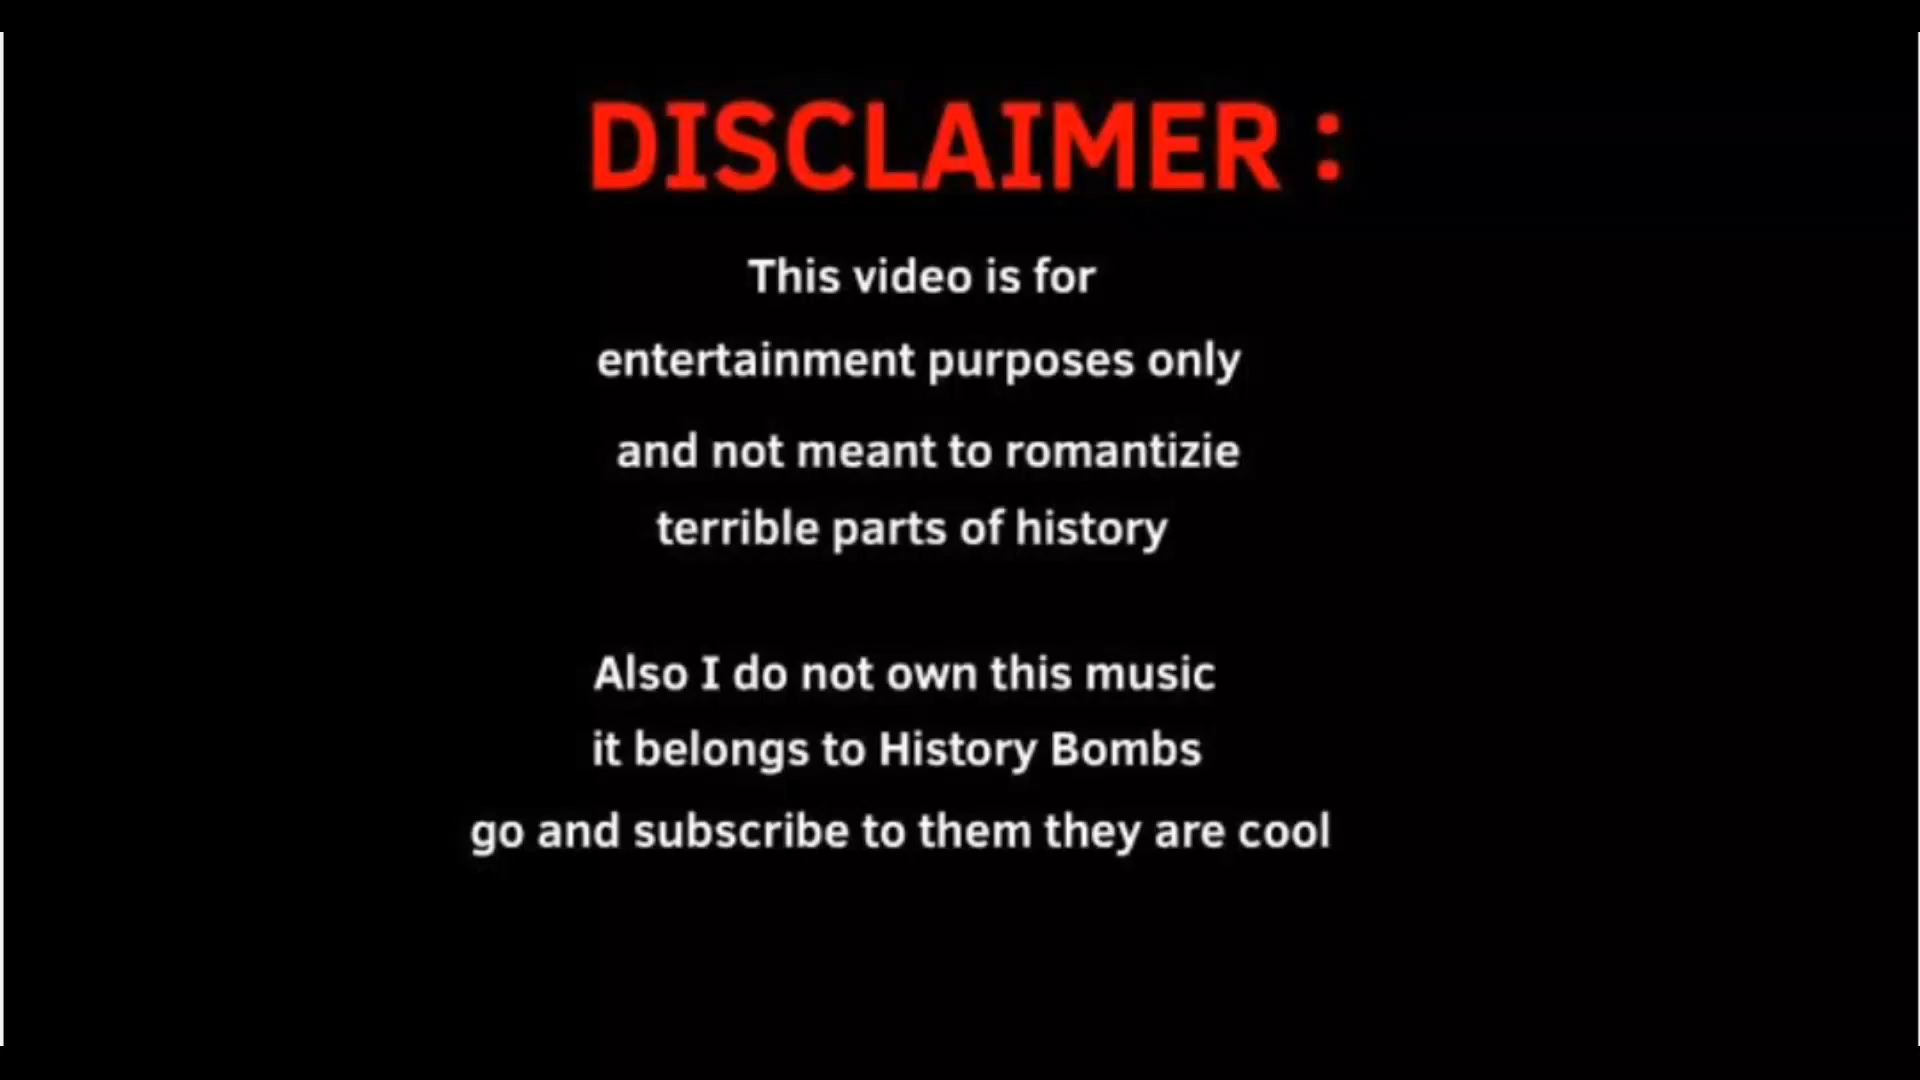 DISCLAIMER :
This video is for
entertainment purposes only
and not meant to romantizie
terrible parts of history
Also I do not own this music
it belongs to History Bombs
go and subscribe to them they are cool